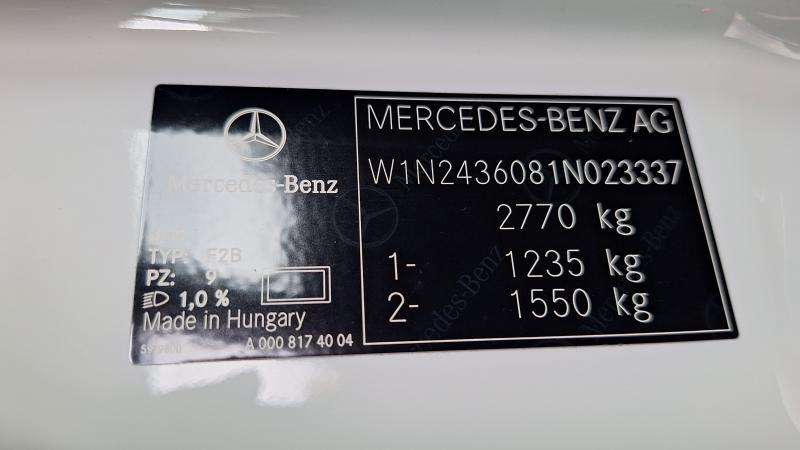 Mercedes-Benz
TYP: F2B
PZ: 9
1,0 %
Made in Hungary
A 000 817 40 04
MERCEDES-BENZ AG
W1N2436081N023337
2770 kg
1- 1235 kg
2- 1550 kg